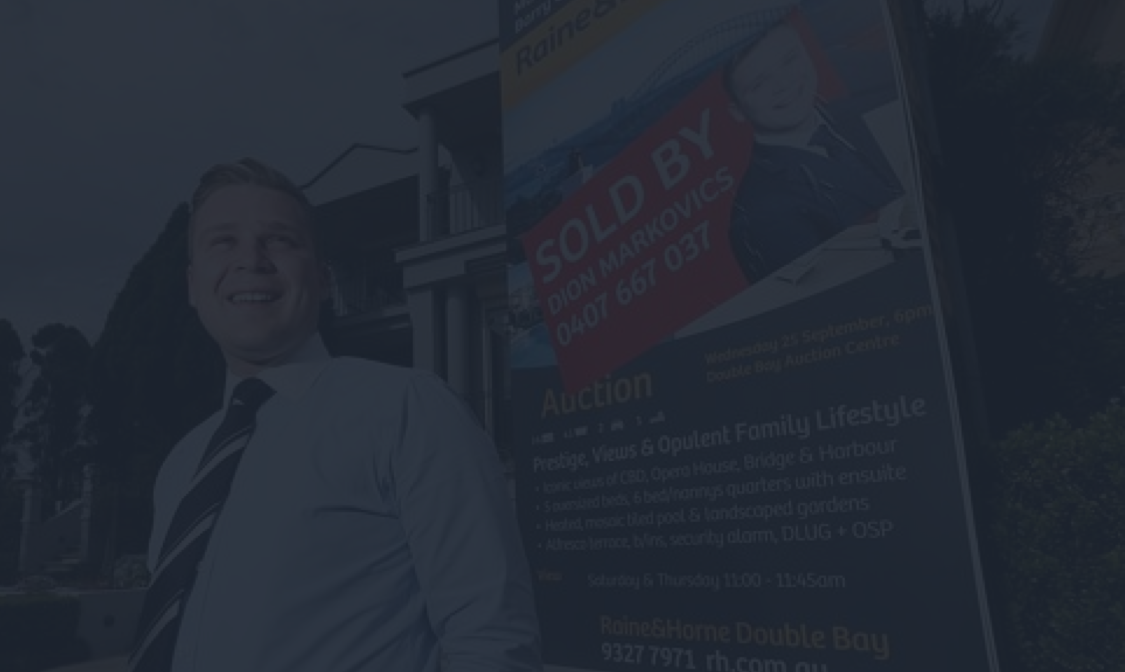 Raine&
SOLD BY
DION MARKOVICS
0407 667 037
Wednesday 25 September, 6pm
Double Bay Auction Centre
Auction
Prestige, Views & Opulent Family Lifestyle
• Iconic views of CBD, Opera House, Bridge & Harbour
• 5 oversized beds, 6 bed/nannys quarters with ensuite
• Heated, mosaic tiled pool & landscaped gardens
• Alfresco terrace, b/ins, security alarm, DLUG + OSP
Saturday & Thursday 11:00 - 11:45am
Raine&Horne Double Bay
9327 7971 rh.com.au